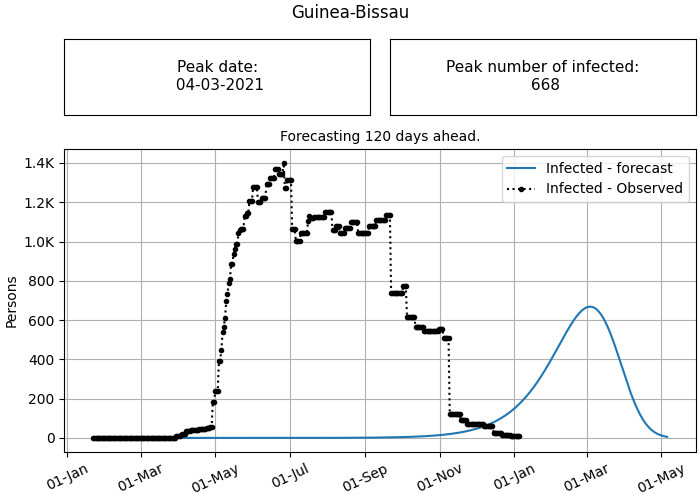 Guinea-Bissau
Peak date:
04-03-2021
Peak number of infected:
668
Forecasting 120 days ahead.
Infected - forecast
Infected - Observed
1.4K
1.2K
1.0K
800
600
400
200
0
Persons
01-Jan
01-Mar
01-May
01-Jul
01-Sep
01-Nov
01-Jan
01-Mar
01-May